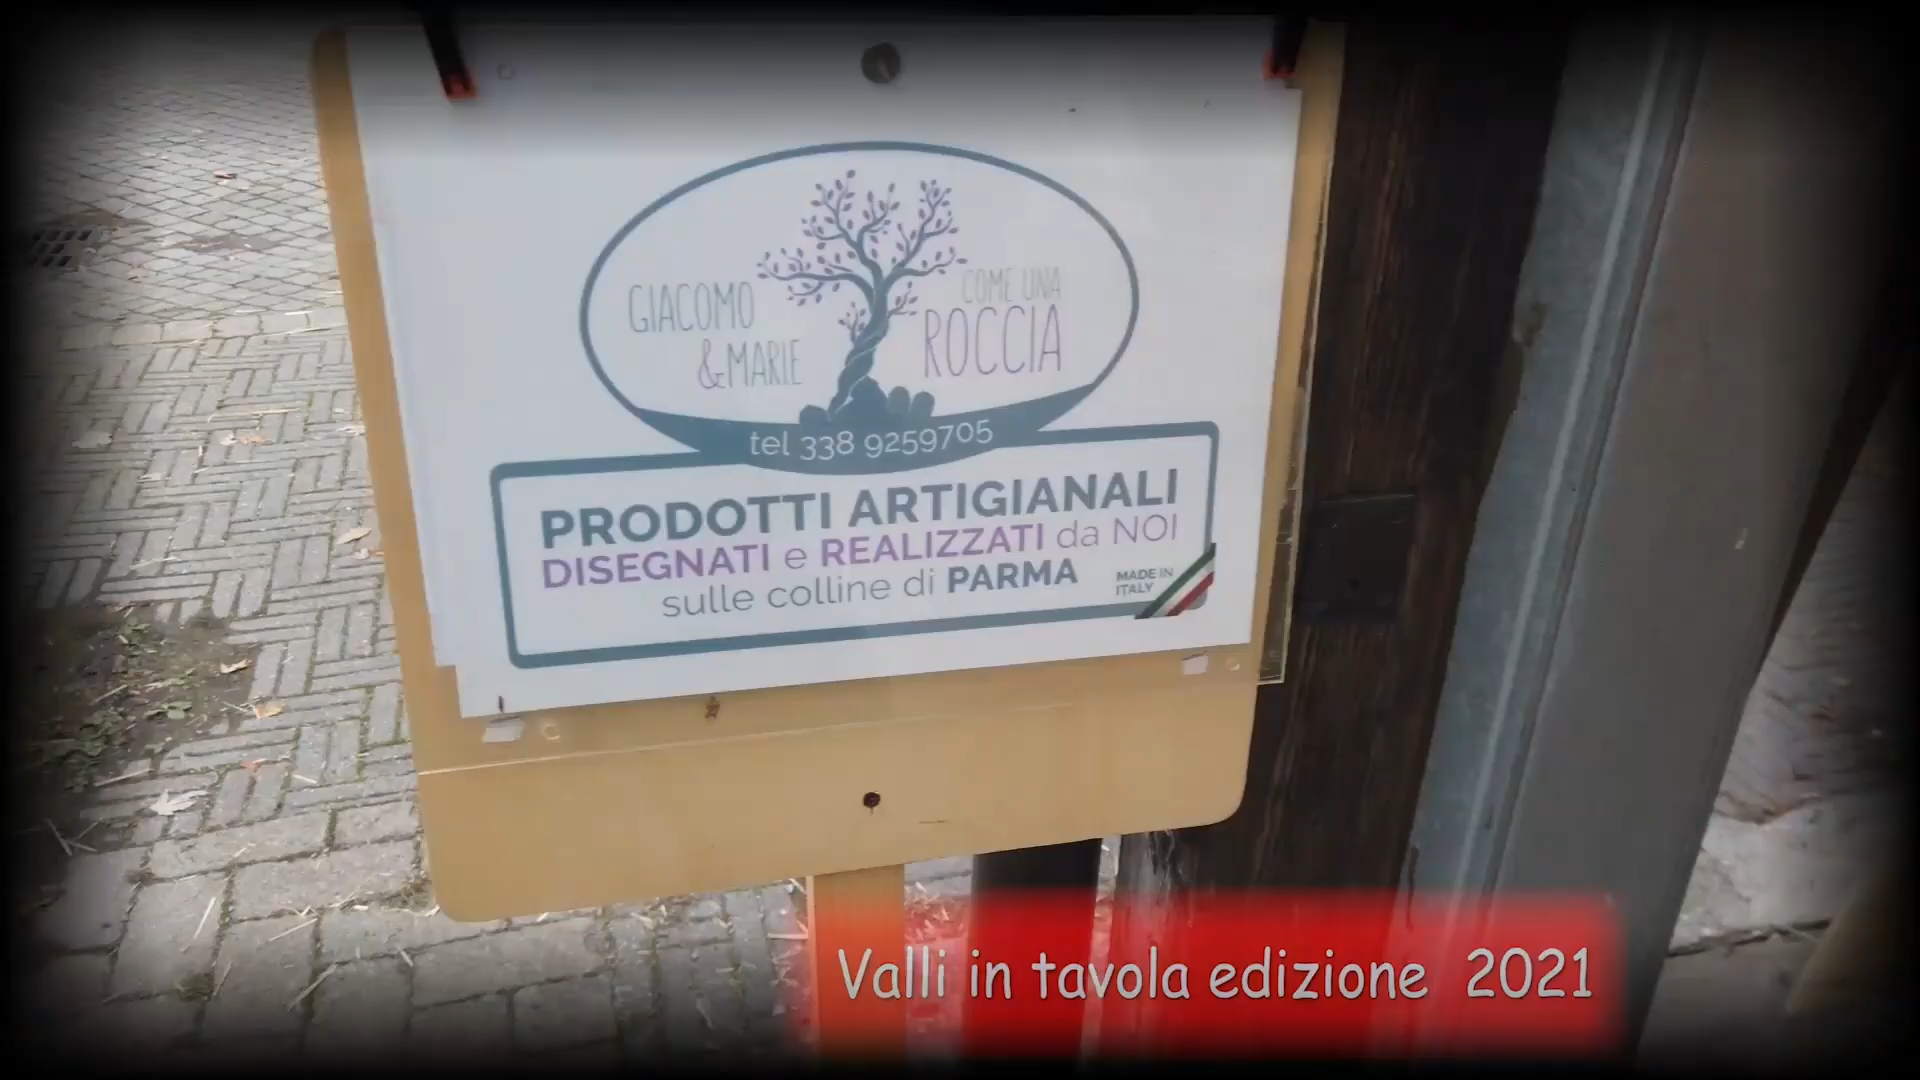 GIACOMO
&MARIE
COME UNA
ROCCIA
tel 338 9259705
PRODOTTI ARTIGIANALI
DISEGNATI e REALIZZATI da NOI
sulle colline di PARMA
MADE IN
ITALY
Valli in tavola edizione 2021